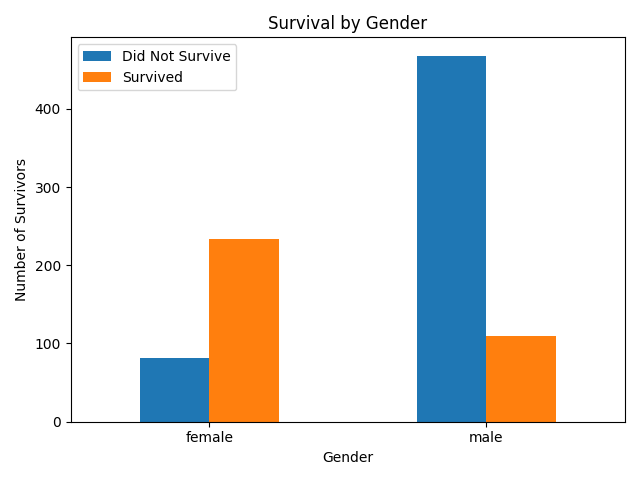 Survival by Gender
Did Not Survive
Survived
Number of Survivors
400
300
200
100
0
female
male
Gender